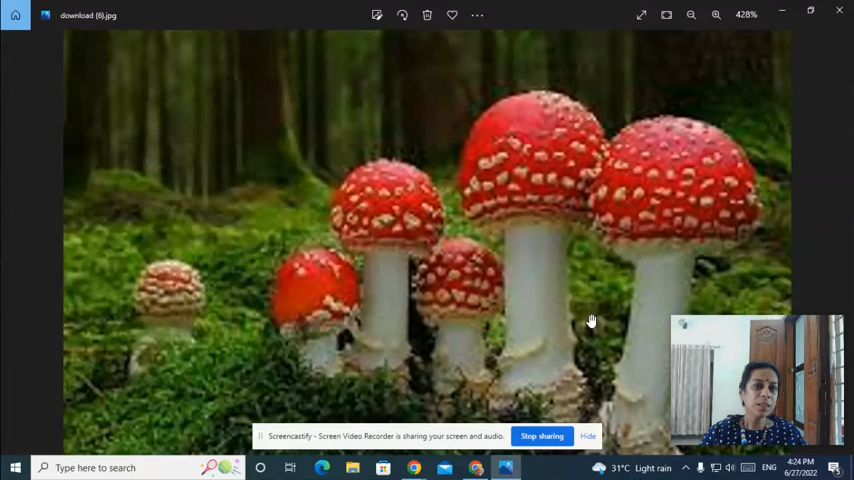 download (6).jpg
428%
Screencastify - Screen Video Recorder is sharing your screen and audio.
Stop sharing
Hide
Type here to search
31°C Light rain
ENG
4:24 PM
6/27/2022